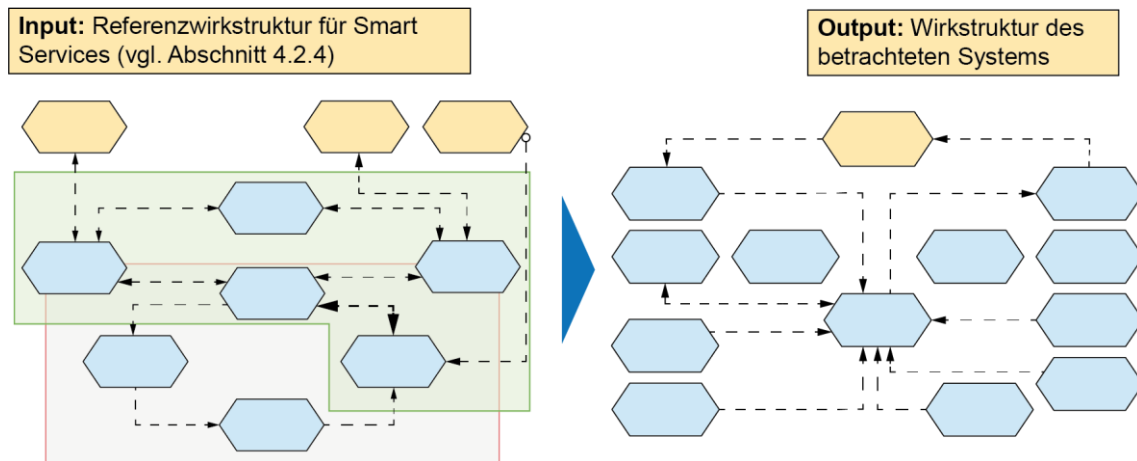 Input: Referenzwirkstruktur für Smart
Services (vgl. Abschnitt 4.2.4)
Output: Wirkstruktur des
betrachteten Systems